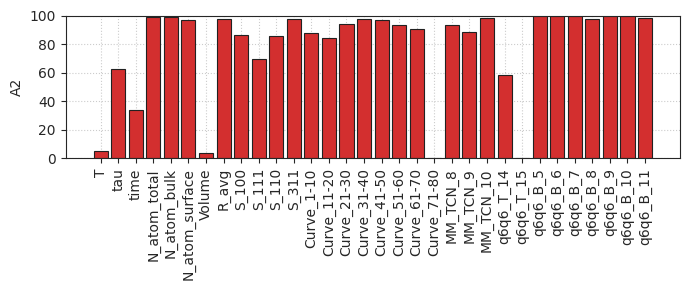 A2
100
80
60
40
20
0
T
tau
time
N_atom_total
N_atom_bulk
N_atom_surface
Volume
R_avg
S_100
S_111
S_110
S_311
Curve_1-10
Curve_11-20
Curve_21-30
Curve_31-40
Curve_41-50
Curve_51-60
Curve_61-70
Curve_71-80
MM_TCN_8
MM_TCN_9
MM_TCN_10
q6q6_T_14
q6q6_T_15
q6q6_B_5
q6q6_B_6
q6q6_B_7
q6q6_B_8
q6q6_B_9
q6q6_B_10
q6q6_B_11